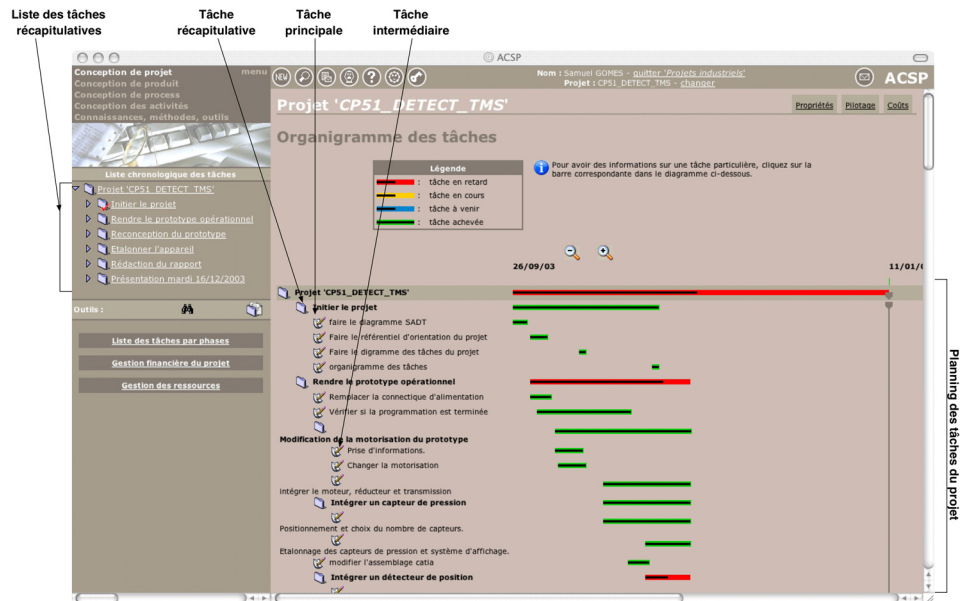 Liste des tâches
récapitulatives
Tâche
récapitulative
Tâche
principale
Tâche
intermédiaire
ACSP
Conception de projet
menu
Conception de produit
Conception de process
Conception des activités
Connaissances, méthodes, outils
NEW
Nom : Samuel GOMES - quitter 'Projets industriels'
Projet : CP51_DETECT_TMS - changer
ACSP
Projet 'CP51_DETECT_TMS'
Propriétés
Pilotage
Coûts
Organigramme des tâches
Légende
: tâche en retard
: tâche en cours
: tâche à venir
: tâche achevée
Pour avoir des informations sur une tâche particulière, cliquez sur la
barre correspondante dans le diagramme ci-dessous.
Liste chronologique des tâches
Projet 'CP51_DETECT_TMS'
Initier le projet
Rendre le prototype opérationnel
Reconception du prototype
Etalonner l'appareil
Rédaction du rapport
Présentation mardi 16/12/2003
Outils :
Liste des tâches par phases
Gestion financière du projet
Gestion des ressources
26/09/03
11/01/0
Projet 'CP51_DETECT_TMS'
Initier le projet
faire le diagramme SADT
Faire le référentiel d'orientation du projet
Faire le digramme des tâches du projet
organigramme des tâches
Rendre le prototype opérationnel
Remplacer la connectique d'alimentation
Vérifier si la programmation est terminée
Modification de la motorisation du prototype
Prise d'informations.
Changer la motorisation
intégrer le moteur, réducteur et transmission
Intégrer un capteur de pression
Positionnement et choix du nombre de capteurs.
Etalonnage des capteurs de pression et système d'affichage.
modifier l'assemblage catia
Intégrer un détecteur de position
Planning des tâches du projet